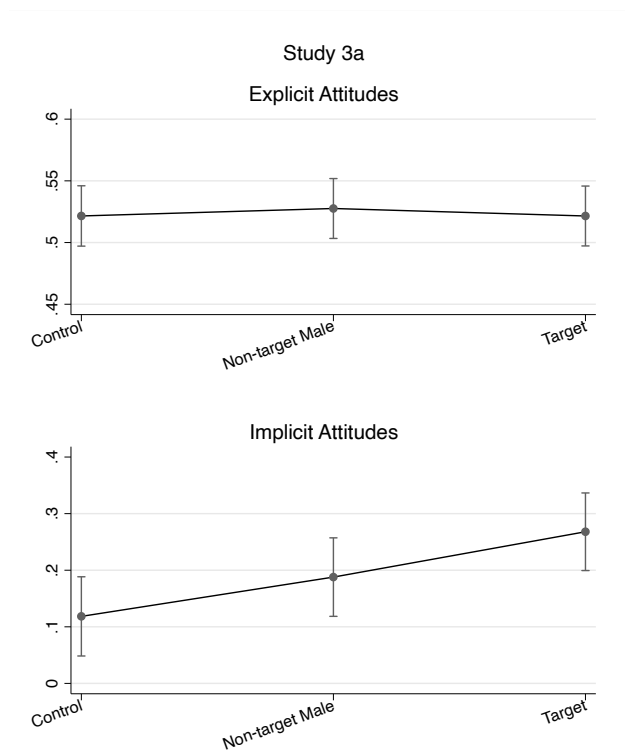 Study 3a
Explicit Attitudes
.6
.55
.5
.45
Control
Non-target Male
Target
Implicit Attitudes
.4
.3
.2
.1
0
Control
Non-target Male
Target